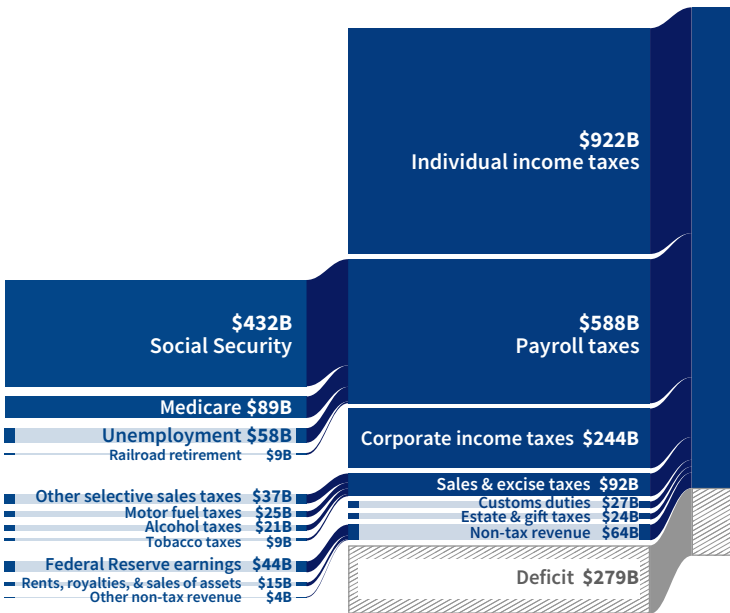 $922B
Individual income taxes
$432B
Social Security
$588B
Payroll taxes
Medicare $89B
Unemployment $58B
Railroad retirement $9B
Corporate income taxes $244B
Sales & excise taxes $92B
Other selective sales taxes $37B
Motor fuel taxes $25B
Alcohol taxes $21B
Tobacco taxes $9B
Customs duties $27B
Estate & gift taxes $24B
Non-tax revenue $64B
Federal Reserve earnings $44B
Rents, royalties, & sales of assets $15B
Other non-tax revenue $4B
Deficit $279B